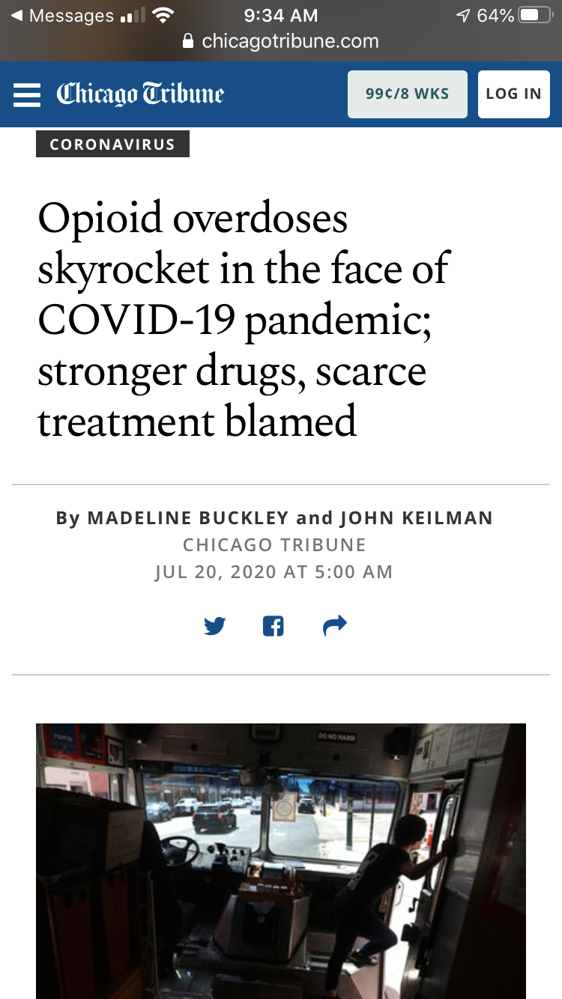 Messages 9:34 AM 64%
chicagotribune.com
Chicago Tribune 99¢/8 WKS LOG IN
CORONAVIRUS
Opioid overdoses
skyrocket in the face of
COVID-19 pandemic;
stronger drugs, scarce
treatment blamed
By MADELINE BUCKLEY and JOHN KEILMAN
CHICAGO TRIBUNE
JUL 20, 2020 AT 5:00 AM
DO NO HARM